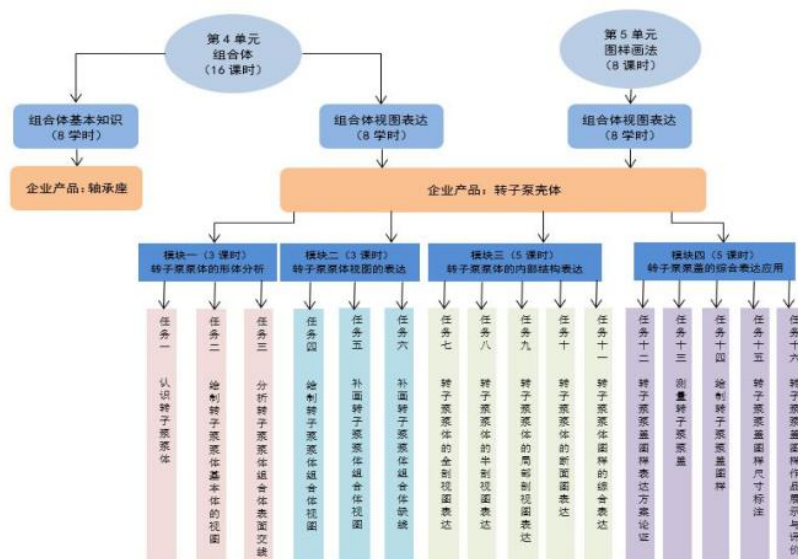 第4单元
组合体
（16课时）
第5单元
图样画法
（8课时）
组合体基本知识
（8学时）
组合体视图表达
（8学时）
组合体视图表达
（8学时）
企业产品：轴承座
企业产品：转子泵壳体
模块一（3课时）
转子泵泵体的形体分析
模块二（3课时）
转子泵泵体视图的表达
模块三（5课时）
转子泵泵体的内部结构表达
模块四（5课时）
转子泵泵盖的综合表达应用
任务一 认识转子泵泵体
任务二 绘制转子泵泵体基本体的视图
任务三 分析转子泵泵体组合体表面交线
任务四 绘制转子泵泵体组合体视图
任务五 补画转子泵泵体组合体视图
任务六 补画转子泵泵体组合体缺线
任务七 转子泵泵体的全剖视图表达
任务八 转子泵泵体的半剖视图表达
任务九 转子泵泵体的局部剖视图表达
任务十 转子泵泵体的断面图表达
任务十一 转子泵泵体图样的综合表达
任务十二 转子泵泵盖图样表达方案论证
任务十三 测量转子泵泵盖
任务十四 绘制转子泵泵盖图样
任务十五 转子泵泵盖图样尺寸标注
任务十六 转子泵泵盖图样作品展示与评价